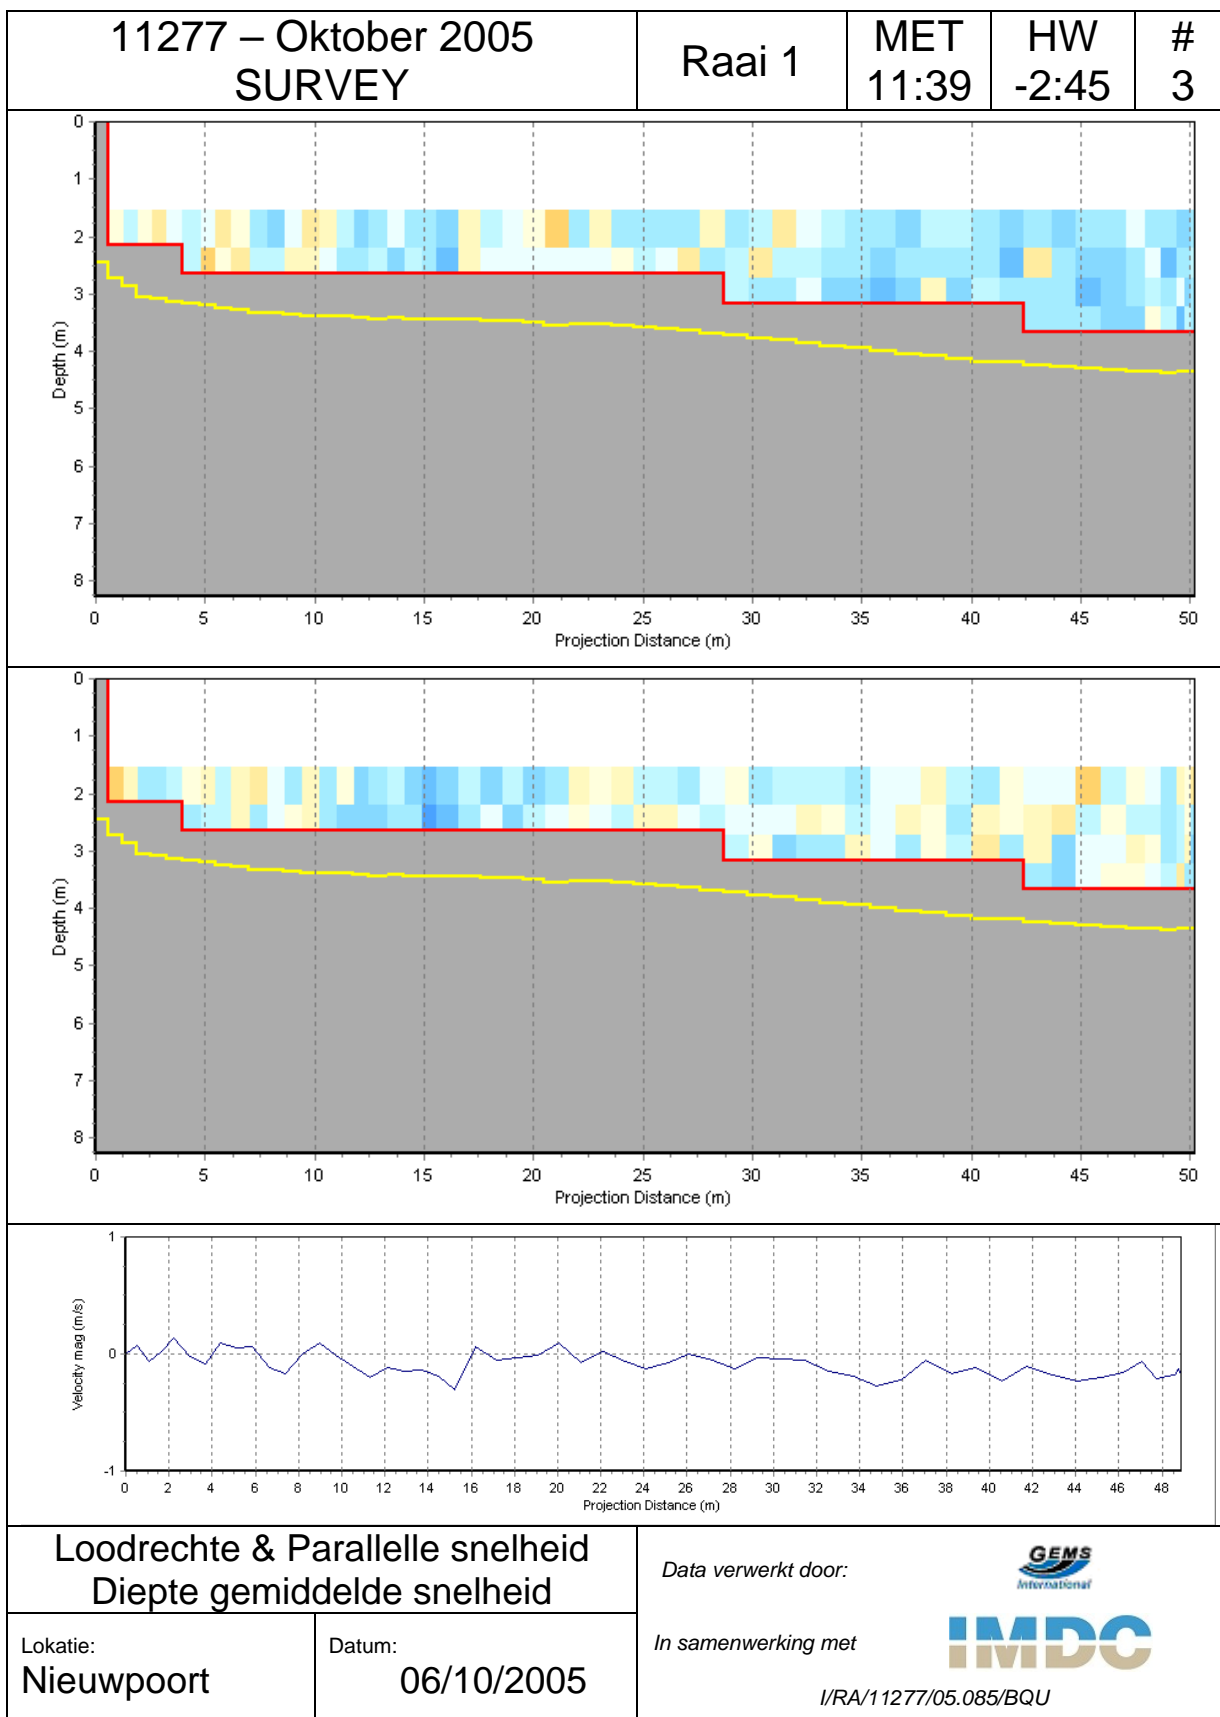 11277 – Oktober 2005
SURVEY
Raai 1
MET
11:39
HW
-2:45
#
3
0
1
2
3
4
5
6
7
8
Depth (m)
0 5 10 15 20 25 30 35 40 45 50
Projection Distance (m)
0
1
2
3
4
5
6
7
8
Depth (m)
0 5 10 15 20 25 30 35 40 45 50
Projection Distance (m)
1
0
-1
Velocity mag (m/s)
0 2 4 6 8 10 12 14 16 18 20 22 24 26 28 30 32 34 36 38 40 42 44 46 48
Projection Distance (m)
Loodrechte & Parallelle snelheid
Diepte gemiddelde snelheid
Lokatie:
Nieuwpoort
Datum:
06/10/2005
Data verwerkt door:
GEMS
International
In samenwerking met
IMDC
I/RA/11277/05.085/BQU